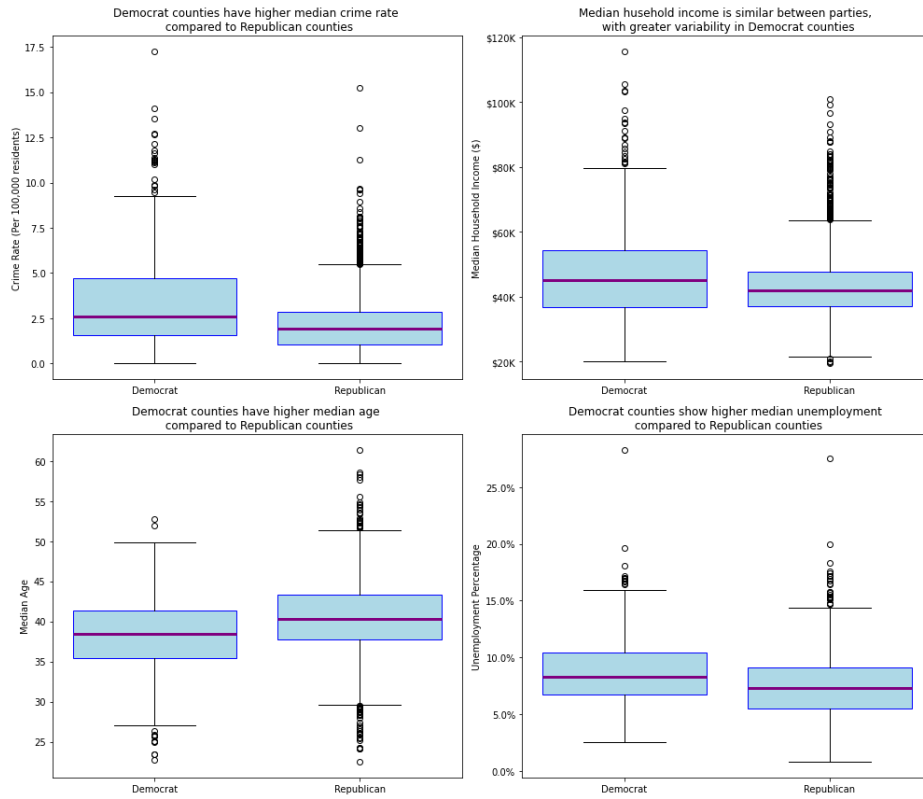 Democrat counties have higher median crime rate
compared to Republican counties
17.5
15.0
12.5
10.0
7.5
5.0
2.5
0.0
Crime Rate (Per 100,000 residents)
Democrat
Republican
Median husehold income is similar between parties,
with greater variability in Democrat counties
$120K
$100K
$80K
$60K
$40K
$20K
Median Household Income ($)
Democrat
Republican
Democrat counties have higher median age
compared to Republican counties
60
55
50
45
40
35
30
25
Median Age
Democrat
Republican
Democrat counties show higher median unemployment
compared to Republican counties
25.0%
20.0%
15.0%
10.0%
5.0%
0.0%
Unemployment Percentage
Democrat
Republican